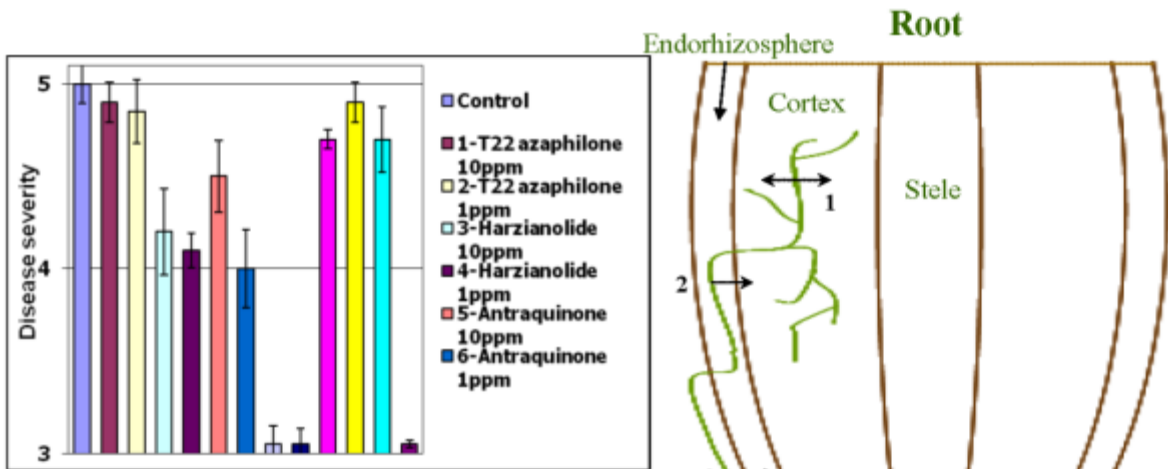 Root
Endorhizosphere
Cortex
Stele
1
2
Disease severity
5
4
3
Control
1-T22 azaphilone
10ppm
2-T22 azaphilone
1ppm
3-Harzianolide
10ppm
4-Harzianolide
1ppm
5-Antraquinone
10ppm
6-Antraquinone
1ppm